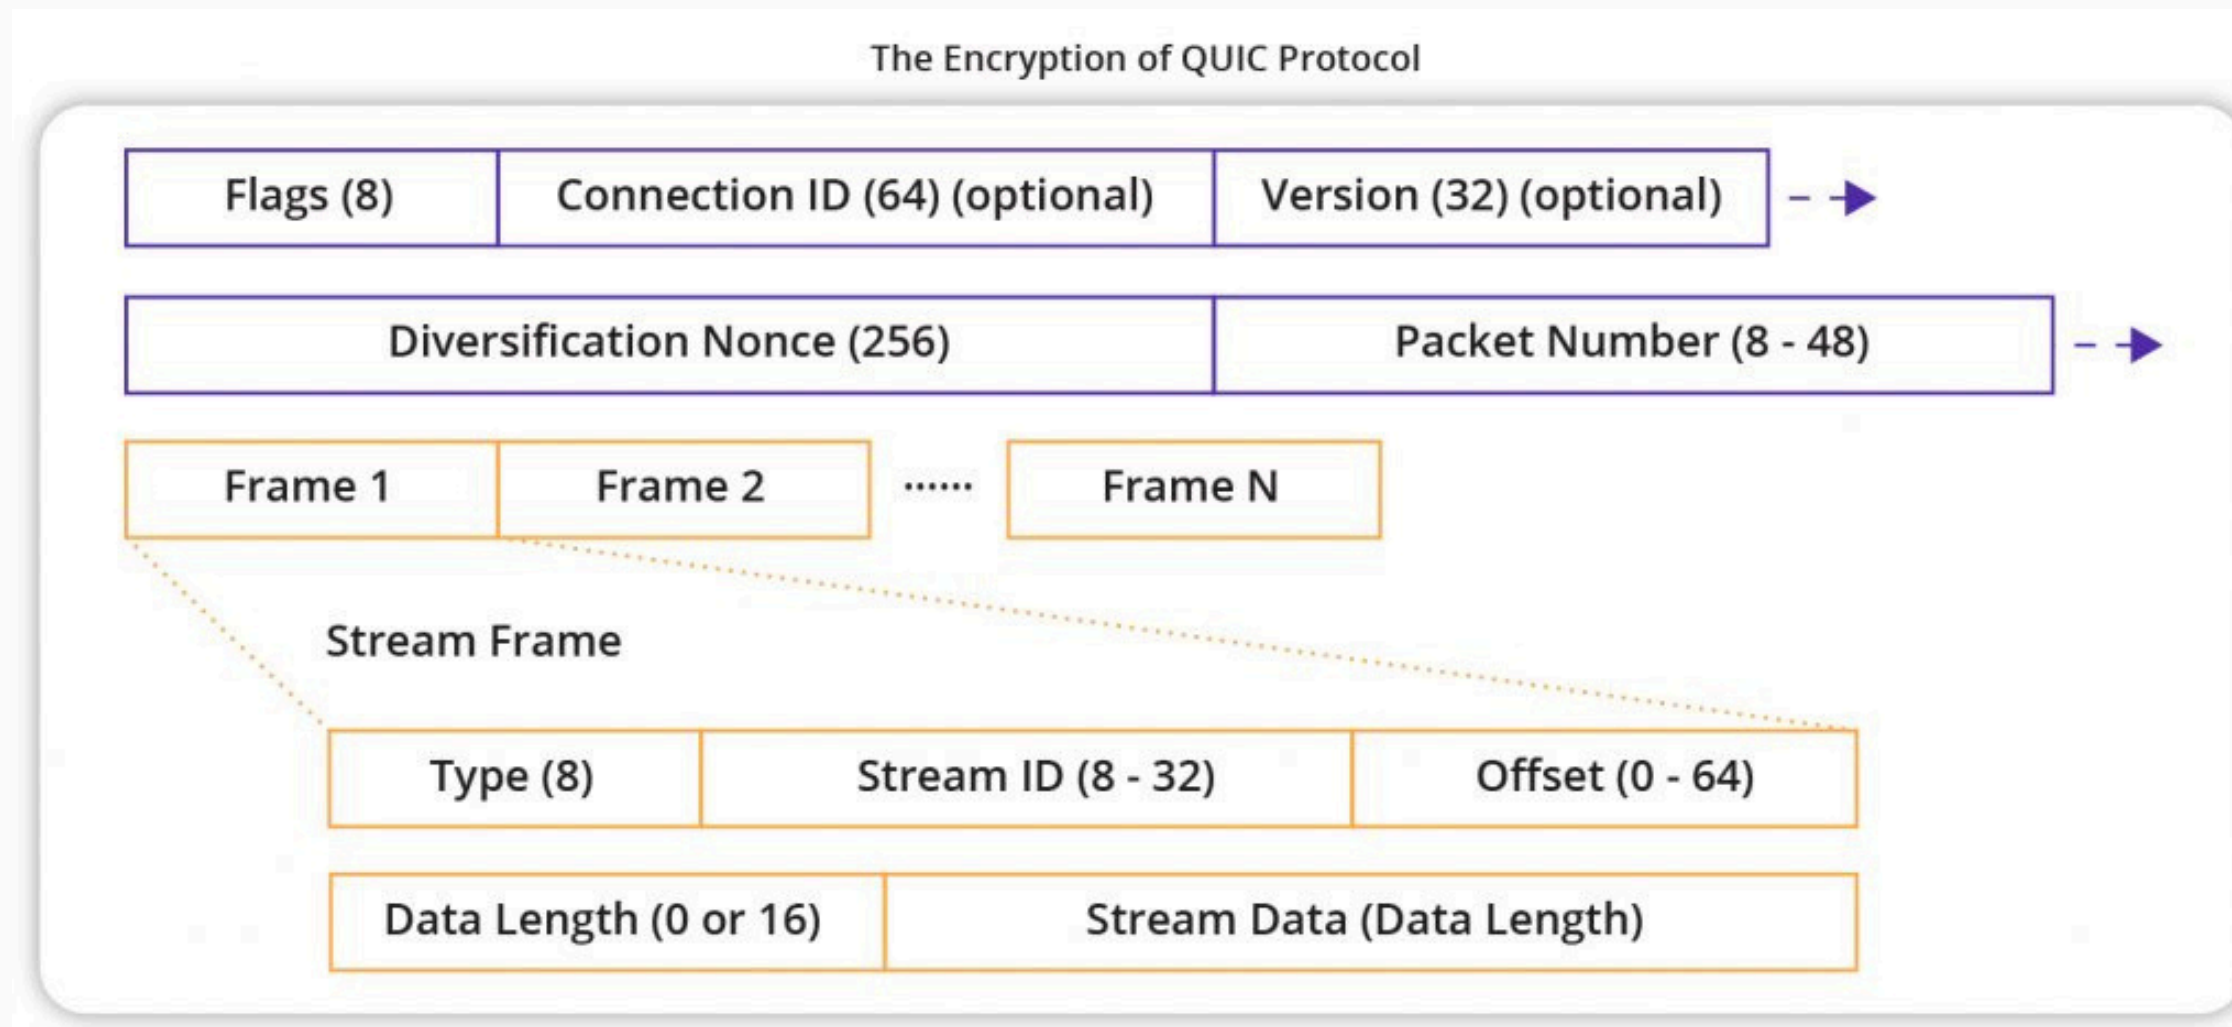 The Encryption of QUIC Protocol
Flags (8) Connection ID (64) (optional) Version (32) (optional)
Diversification Nonce (256) Packet Number (8 - 48)
Frame 1 Frame 2 ...... Frame N
Stream Frame
Type (8) Stream ID (8 - 32) Offset (0 - 64)
Data Length (0 or 16) Stream Data (Data Length)